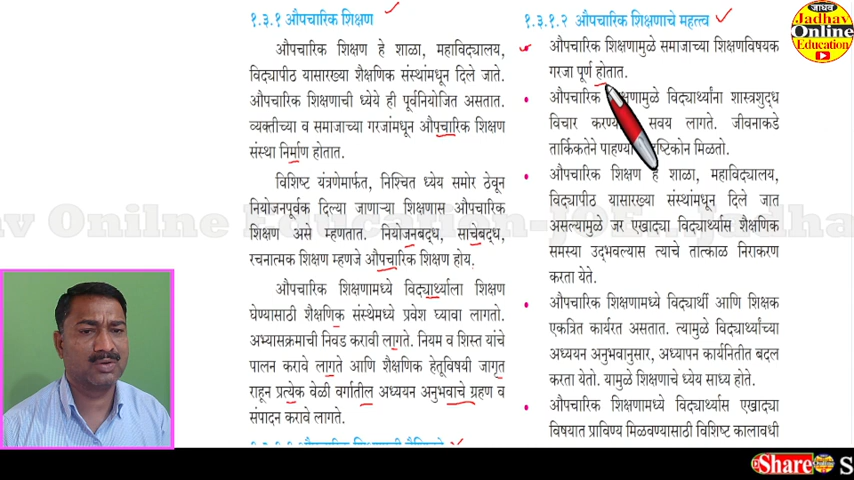 १.३.१ औपचारिक शिक्षण
औपचारिक शिक्षण हे शाळा, महाविद्यालय,
विद्यापीठ यासारख्या शैक्षणिक संस्थांमधून दिले जाते.
औपचारिक शिक्षणाची ध्येये ही पूर्वनियोजित असतात.
व्यक्तीच्या व समाजाच्या गरजांमधून औपचारिक शिक्षण
संस्था निर्माण होतात.
विशिष्ट यंत्रणेमार्फत, निश्चित ध्येय समोर ठेवून
नियोजनपूर्वक दिल्या जाणाऱ्या शिक्षणास औपचारिक
शिक्षण असे म्हणतात. नियोजनबद्ध, साचेबद्ध,
रचनात्मक शिक्षण म्हणजे औपचारिक शिक्षण होय.
औपचारिक शिक्षणामध्ये विद्यार्थ्याला शिक्षण
घेण्यासाठी शैक्षणिक संस्थेमध्ये प्रवेश घ्यावा लागतो.
अभ्यासक्रमाची निवड करावी लागते. नियम व शिस्त यांचे
पालन करावे लागते आणि शैक्षणिक हेतूविषयी जागृत
राहून प्रत्येक वेळी वर्गातील अध्ययन अनुभवाचे ग्रहण व
संपादन करावे लागते.
१.३.१.२ औपचारिक शिक्षणाचे महत्त्व
औपचारिक शिक्षणामुळे समाजाच्या शिक्षणविषयक
गरजा पूर्ण होतात.
औपचारिक विद्यार्थ्यांना शास्त्रशुद्ध
विचार सवय लागते. जीवनाकडे
तार्किकतेने मिळतो.
औपचारिक शिक्षण हे शाळा, महाविद्यालय,
विद्यापीठ यासारख्या संस्थांमधून दिले जात
असल्यामुळे जर एखाद्या विद्यार्थ्यास शैक्षणिक
समस्या उद्भवल्यास त्याचे तात्काळ निराकरण
करता येते.
औपचारिक शिक्षणामध्ये विद्यार्थी आणि शिक्षक
एकत्रित कार्यरत असतात. त्यामुळे विद्यार्थ्यांच्या
अध्ययन अनुभवानुसार, अध्यापन कार्यनितीत बदल
करता येतो. यामुळे शिक्षणाचे ध्येय साध्य होते.
औपचारिक शिक्षणामध्ये विद्यार्थ्यास एखाद्या
विषयात प्राविण्य मिळवण्यासाठी विशिष्ट कालावधी
जाधव
Jadhav
Online
Education
Onilne Education
Share
S